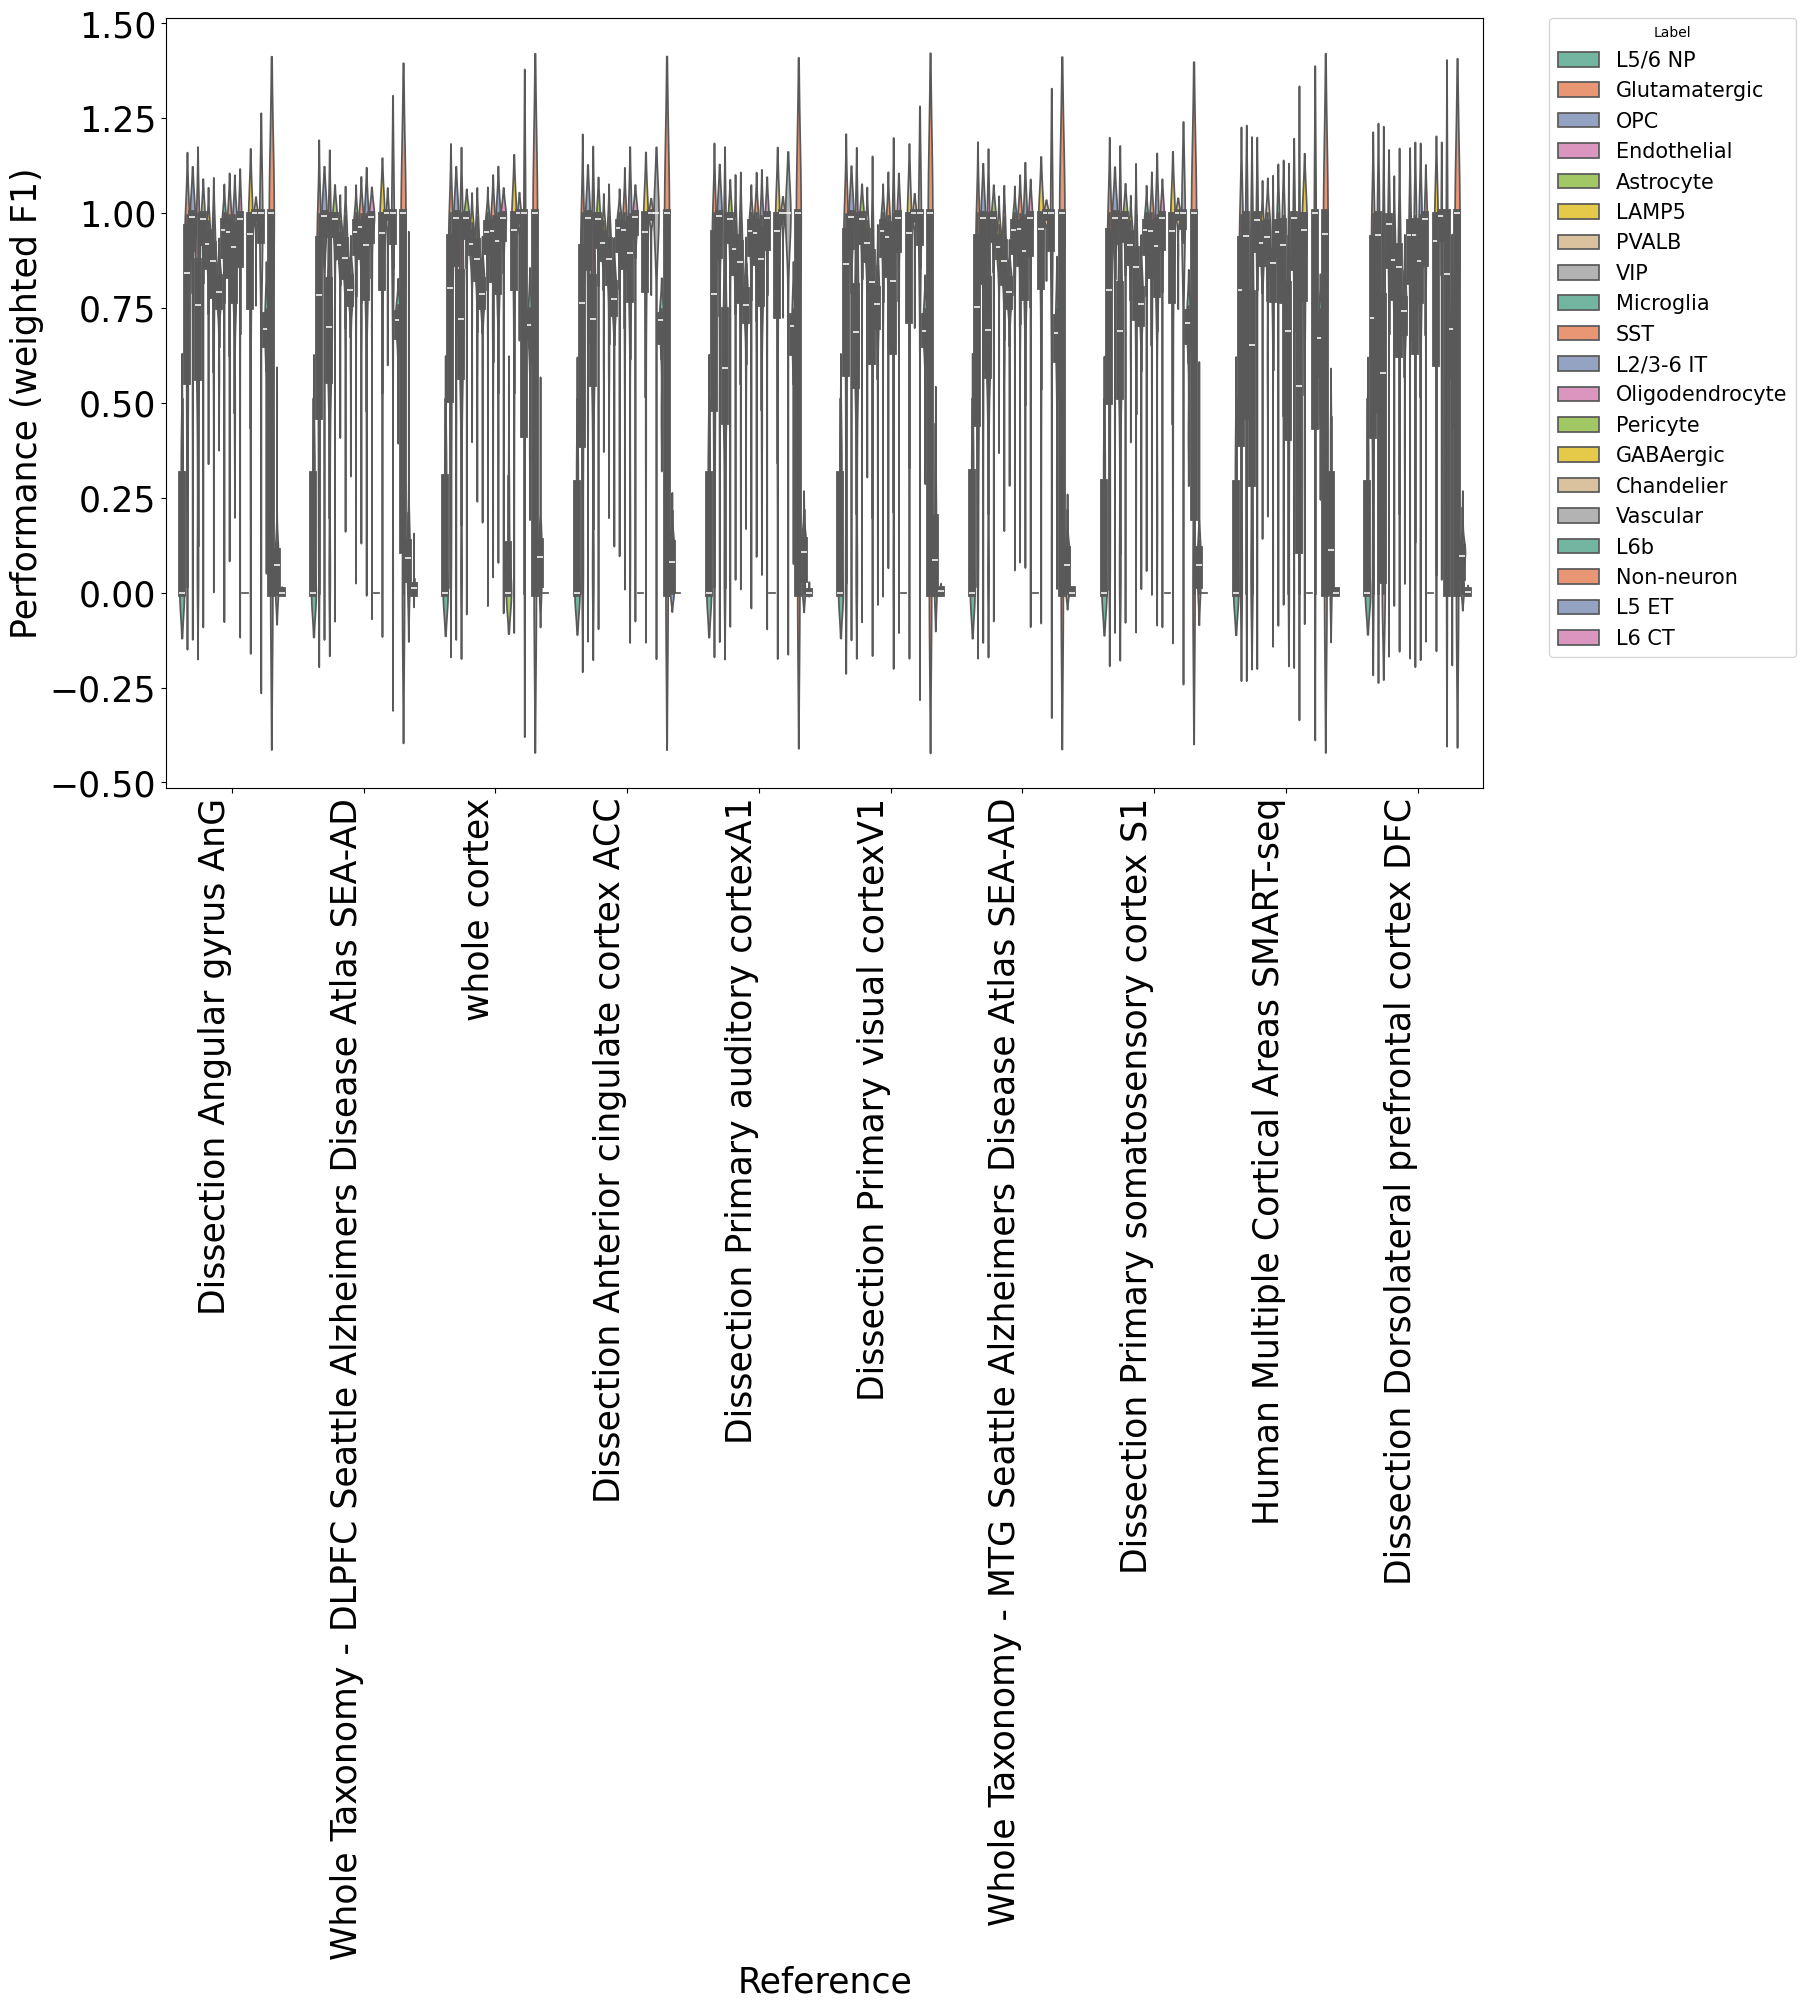 Performance (weighted F1)
1.50
1.25
1.00
0.75
0.50
0.25
0.00
−0.25
−0.50
Dissection Angular gyrus AnG
Whole Taxonomy - DLPFC Seattle Alzheimers Disease Atlas SEA-AD
whole cortex
Dissection Anterior cingulate cortex ACC
Dissection Primary auditory cortexA1
Dissection Primary visual cortexV1
Whole Taxonomy - MTG Seattle Alzheimers Disease Atlas SEA-AD
Dissection Primary somatosensory cortex S1
Human Multiple Cortical Areas SMART-seq
Dissection Dorsolateral prefrontal cortex DFC
Reference
Label
L5/6 NP
Glutamatergic
OPC
Endothelial
Astrocyte
LAMP5
PVALB
VIP
Microglia
SST
L2/3-6 IT
Oligodendrocyte
Pericyte
GABAergic
Chandelier
Vascular
L6b
Non-neuron
L5 ET
L6 CT